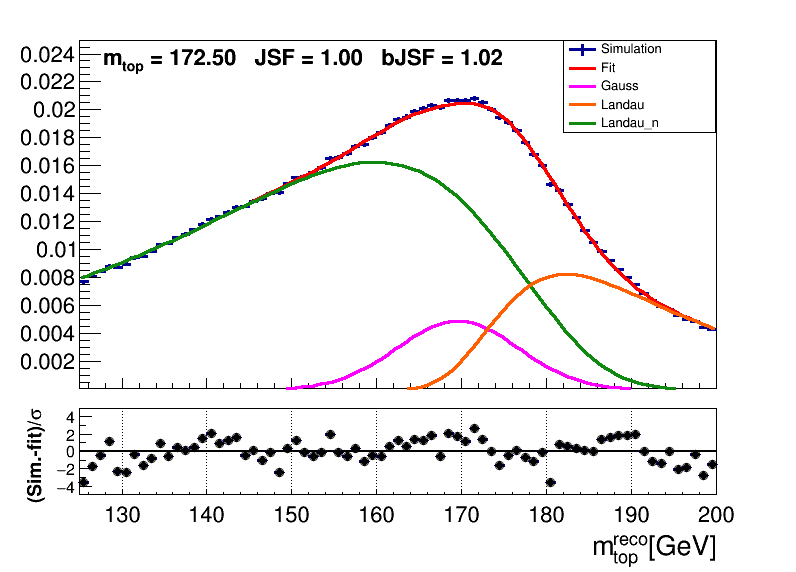 m_top = 172.50 JSF = 1.00 bJSF = 1.02
Simulation
Fit
Gauss
Landau
Landau_n
0.024
0.022
0.02
0.018
0.016
0.014
0.012
0.01
0.008
0.006
0.004
0.002
(Sim.-fit)/σ
4
2
0
−2
−4
130 140 150 160 170 180 190 200
m_top^reco[GeV]